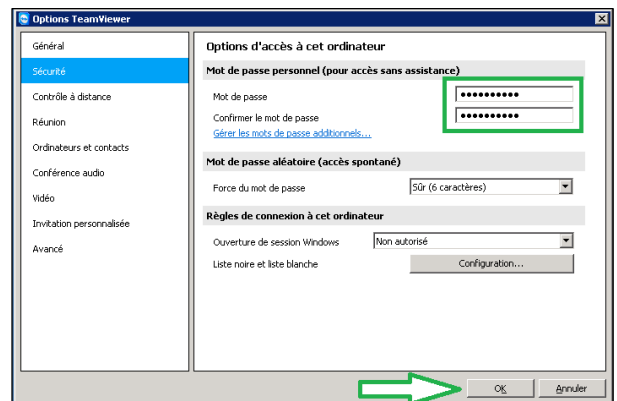 Options TeamViewer
Général
Sécurité
Contrôle à distance
Réunion
Ordinateurs et contacts
Conférence audio
Vidéo
Invitation personnalisée
Avancé
Options d'accès à cet ordinateur
Mot de passe personnel (pour accès sans assistance)
Mot de passe ••••••••••
Confirmer le mot de passe ••••••••••
Gérer les mots de passe additionnels...
Mot de passe aléatoire (accès spontané)
Force du mot de passe Sûr (6 caractères)
Règles de connexion à cet ordinateur
Ouverture de session Windows Non autorisé
Liste noire et liste blanche Configuration...
OK Annuler